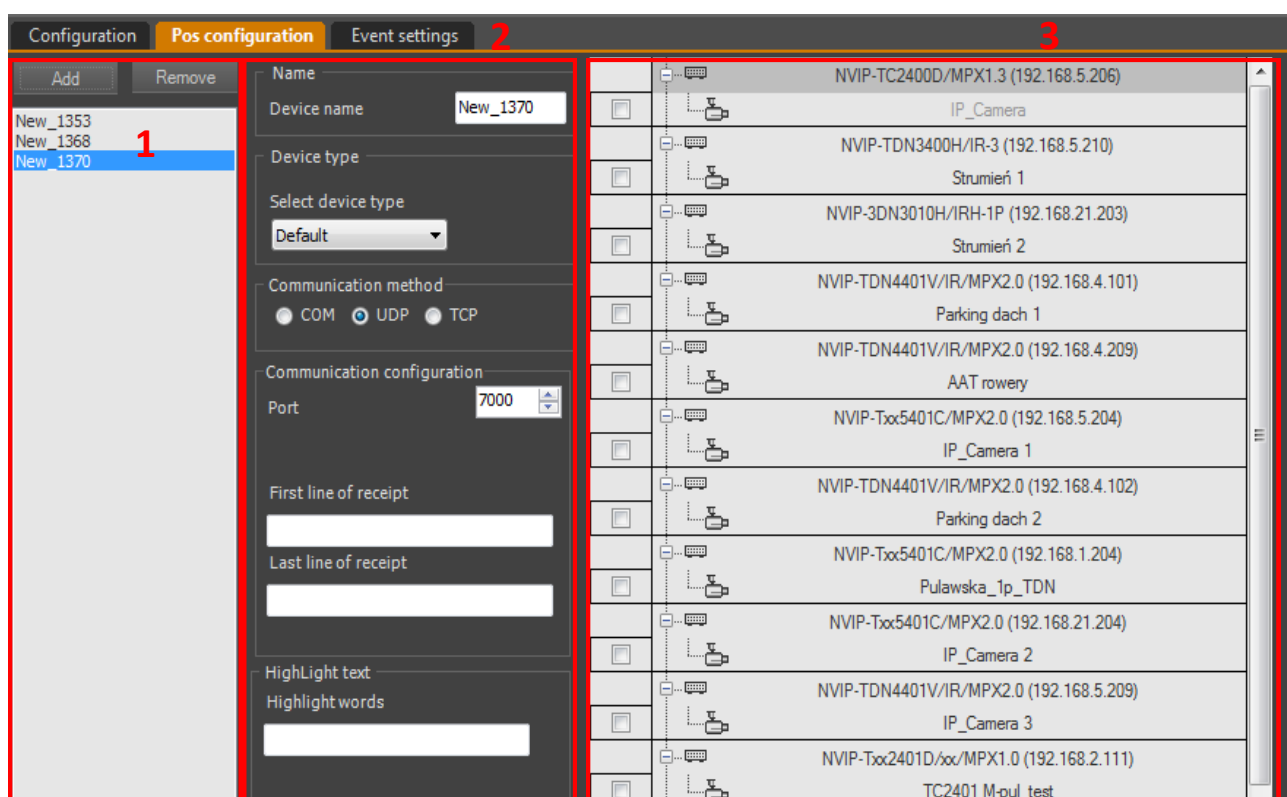 Configuration
Pos configuration
Event settings
2
3
Add
Remove
New_1353
New_1368
New_1370
1
Name
Device name
New_1370
Device type
Select device type
Default
Communication method
COM
UDP
TCP
Communication configuration
Port
7000
First line of receipt
Last line of receipt
HighLight text
Highlight words
NVIP-TC2400D/MPX1.3 (192.168.5.206)
IP_Camera
NVIP-TDN3400H/IR-3 (192.168.5.210)
Strumień 1
NVIP-3DN3010H/IRH-1P (192.168.21.203)
Strumień 2
NVIP-TDN4401V/IR/MPX2.0 (192.168.4.101)
Parking dach 1
NVIP-TDN4401V/IR/MPX2.0 (192.168.4.209)
AAT rowery
NVIP-Txx5401C/MPX2.0 (192.168.5.204)
IP_Camera 1
NVIP-TDN4401V/IR/MPX2.0 (192.168.4.102)
Parking dach 2
NVIP-Txx5401C/MPX2.0 (192.168.1.204)
Pulawska_1p_TDN
NVIP-Txx5401C/MPX2.0 (192.168.21.204)
IP_Camera 2
NVIP-TDN4401V/IR/MPX2.0 (192.168.5.209)
IP_Camera 3
NVIP-Txx2401D/xx/MPX1.0 (192.168.2.111)
TC2401 M-pul_test